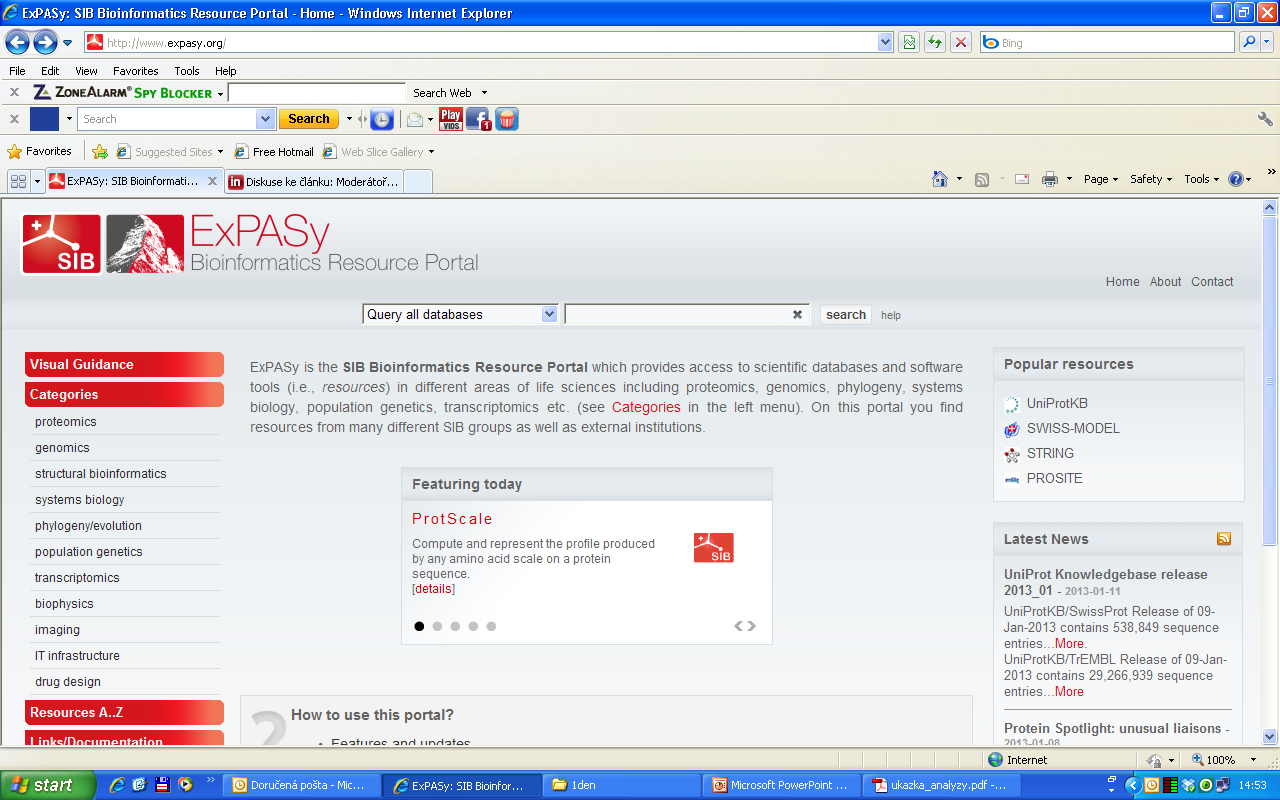 ExPASy: SIB Bioinformatics Resource Portal - Home - Windows Internet Explorer
http://www.expasy.org/
Bing
File Edit View Favorites Tools Help
ZONEALARM® SPY BLOCKER Search Web
Search Search Play VIDS f 1
Favorites Suggested Sites Free Hotmail Web Slice Gallery
ExPASy: SIB Bioinformati... Diskuse ke článku: Moderátoř... Page Safety Tools
SIB
ExPASy
Bioinformatics Resource Portal
Home About Contact
Query all databases search help
Visual Guidance
Categories
proteomics
genomics
structural bioinformatics
systems biology
phylogeny/evolution
population genetics
transcriptomics
biophysics
imaging
IT infrastructure
drug design
Resources A..Z
Links/Documentation
ExPASy is the SIB Bioinformatics Resource Portal which provides access to scientific databases and software
tools (i.e., resources) in different areas of life sciences including proteomics, genomics, phylogeny, systems
biology, population genetics, transcriptomics etc. (see Categories in the left menu). On this portal you find
resources from many different SIB groups as well as external institutions.
Featuring today
ProtScale
Compute and represent the profile produced
by any amino acid scale on a protein
sequence.
[details]
SIB
?
How to use this portal?
Features and updates
Popular resources
UniProtKB
SWISS-MODEL
STRING
PROSITE
Latest News
UniProt Knowledgebase release
2013_01 - 2013-01-11
UniProtKB/SwissProt Release of 09-
Jan-2013 contains 538,849 sequence
entries...More.
UniProtKB/TrEMBL Release of 09-Jan-
2013 contains 29,266,939 sequence
entries...More
Protein Spotlight: unusual liaisons -
2013-01-08
Internet 100%
start Doručená pošta - Mic... ExPASy: SIB Bioinfor... 1den Microsoft PowerPoint ... ukazka_analyzy.pdf -... 14:53